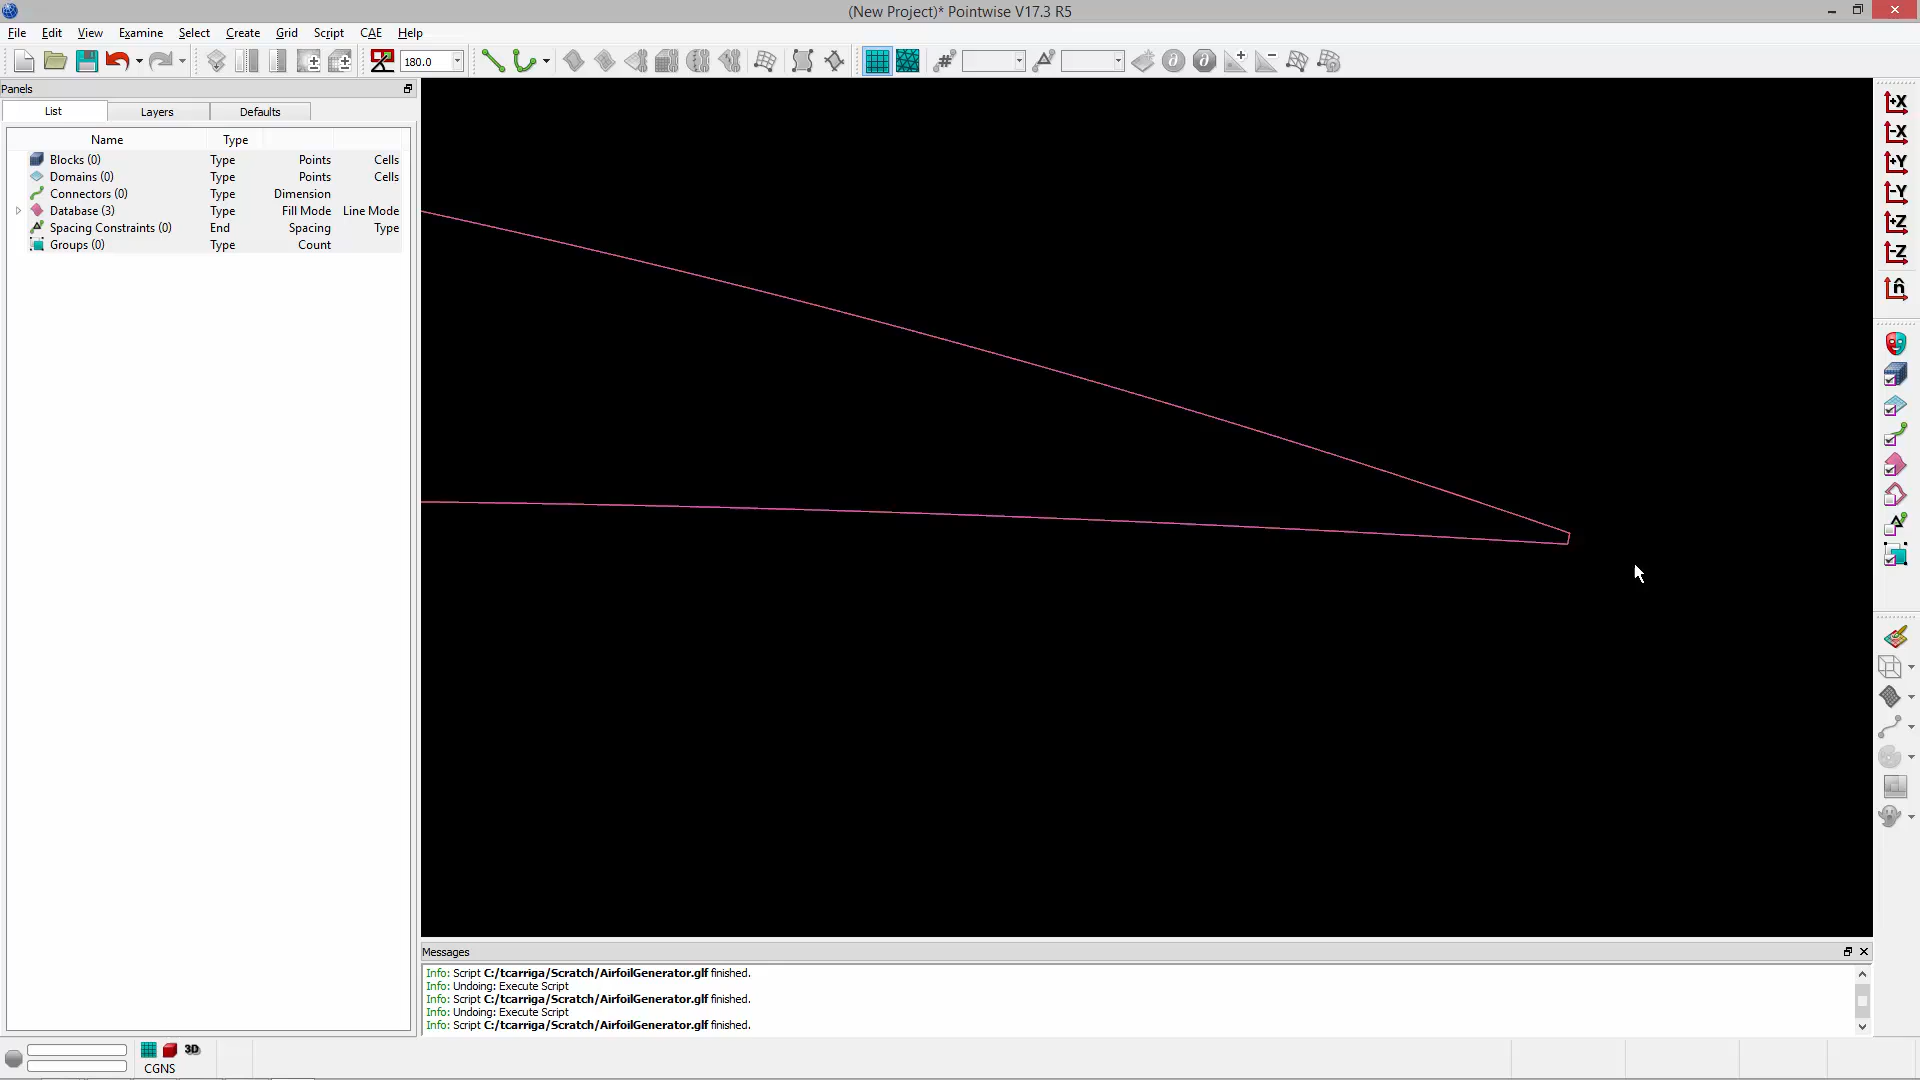 (New Project)* Pointwise V17.3 R5
File Edit View Examine Select Create Grid Script CAE Help
180.0
Panels
List Layers Defaults
Name Type
Blocks (0) Type Points Cells
Domains (0) Type Points Cells
Connectors (0) Type Dimension
Database (3) Type Fill Mode Line Mode
Spacing Constraints (0) End Spacing Type
Groups (0) Type Count
+X
-X
+Y
-Y
+Z
-Z
n̂
Messages
Info: Script C:/tcarriga/Scratch/AirfoilGenerator.glf finished.
Info: Undoing: Execute Script
Info: Script C:/tcarriga/Scratch/AirfoilGenerator.glf finished.
Info: Undoing: Execute Script
Info: Script C:/tcarriga/Scratch/AirfoilGenerator.glf finished.
3D
CGNS